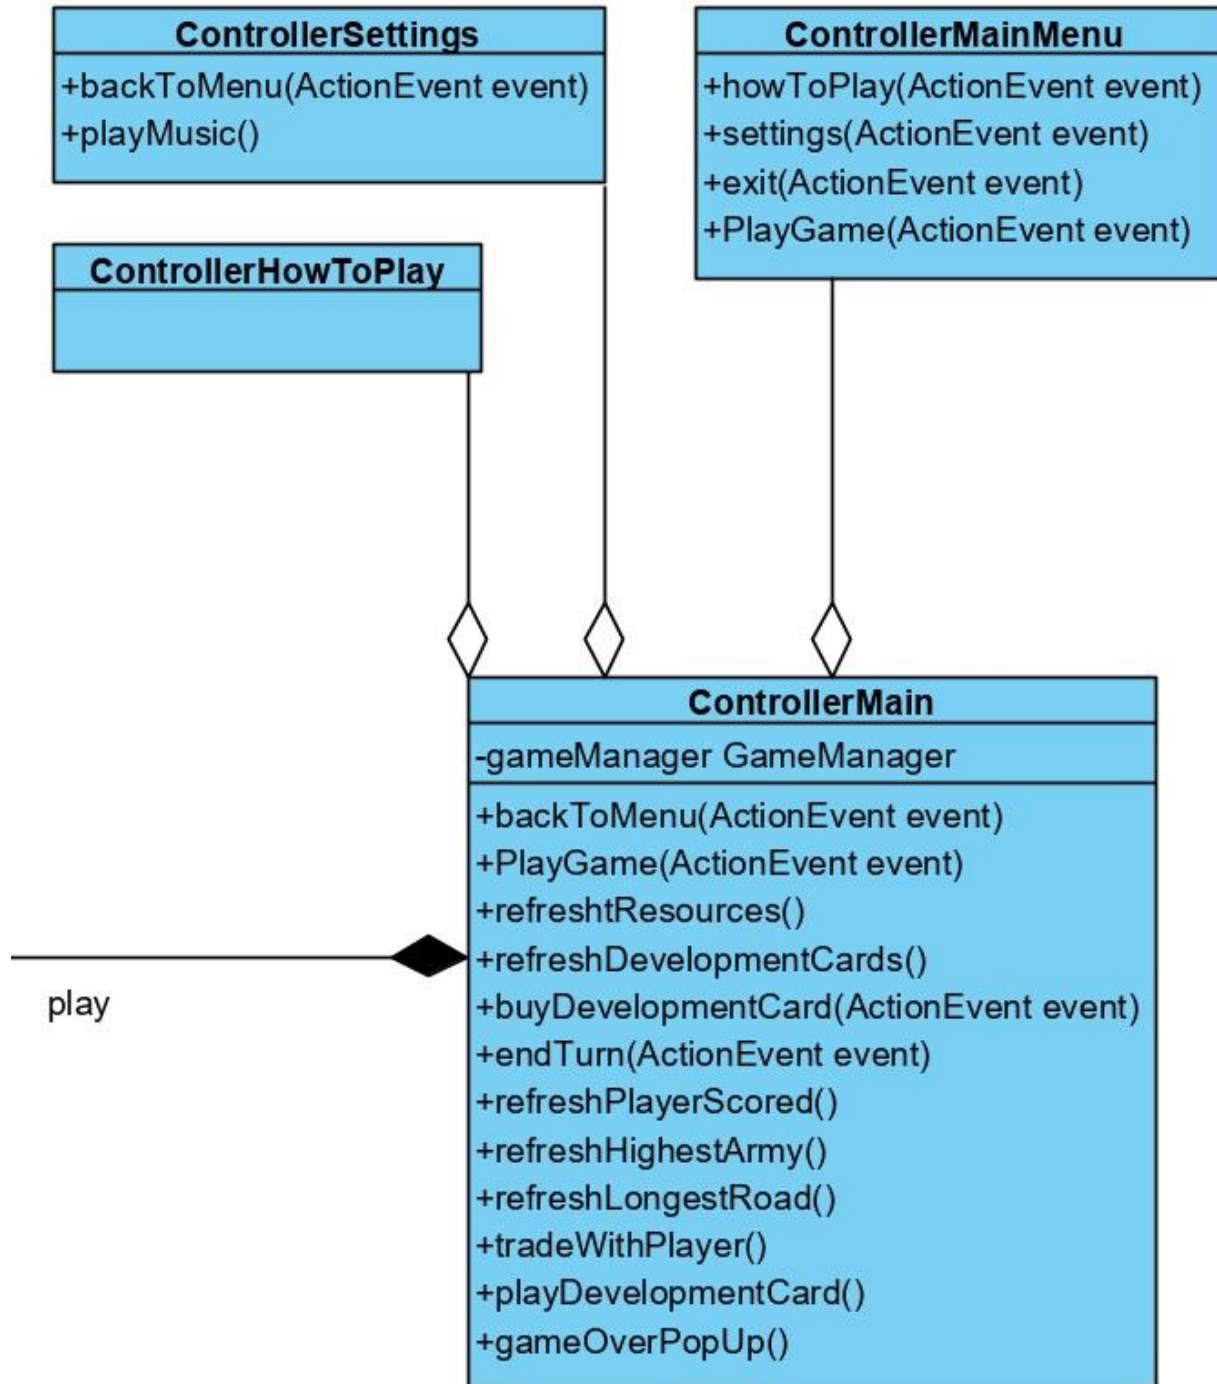 ControllerSettings
+backToMenu(ActionEvent event)
+playMusic()
ControllerMainMenu
+howToPlay(ActionEvent event)
+settings(ActionEvent event)
+exit(ActionEvent event)
+PlayGame(ActionEvent event)
ControllerHowToPlay
ControllerMain
-gameManager GameManager
+backToMenu(ActionEvent event)
+PlayGame(ActionEvent event)
+refreshtResources()
+refreshDevelopmentCards()
+buyDevelopmentCard(ActionEvent event)
+endTurn(ActionEvent event)
+refreshPlayerScored()
+refreshHighestArmy()
+refreshLongestRoad()
+tradeWithPlayer()
+playDevelopmentCard()
+gameOverPopUp()
play